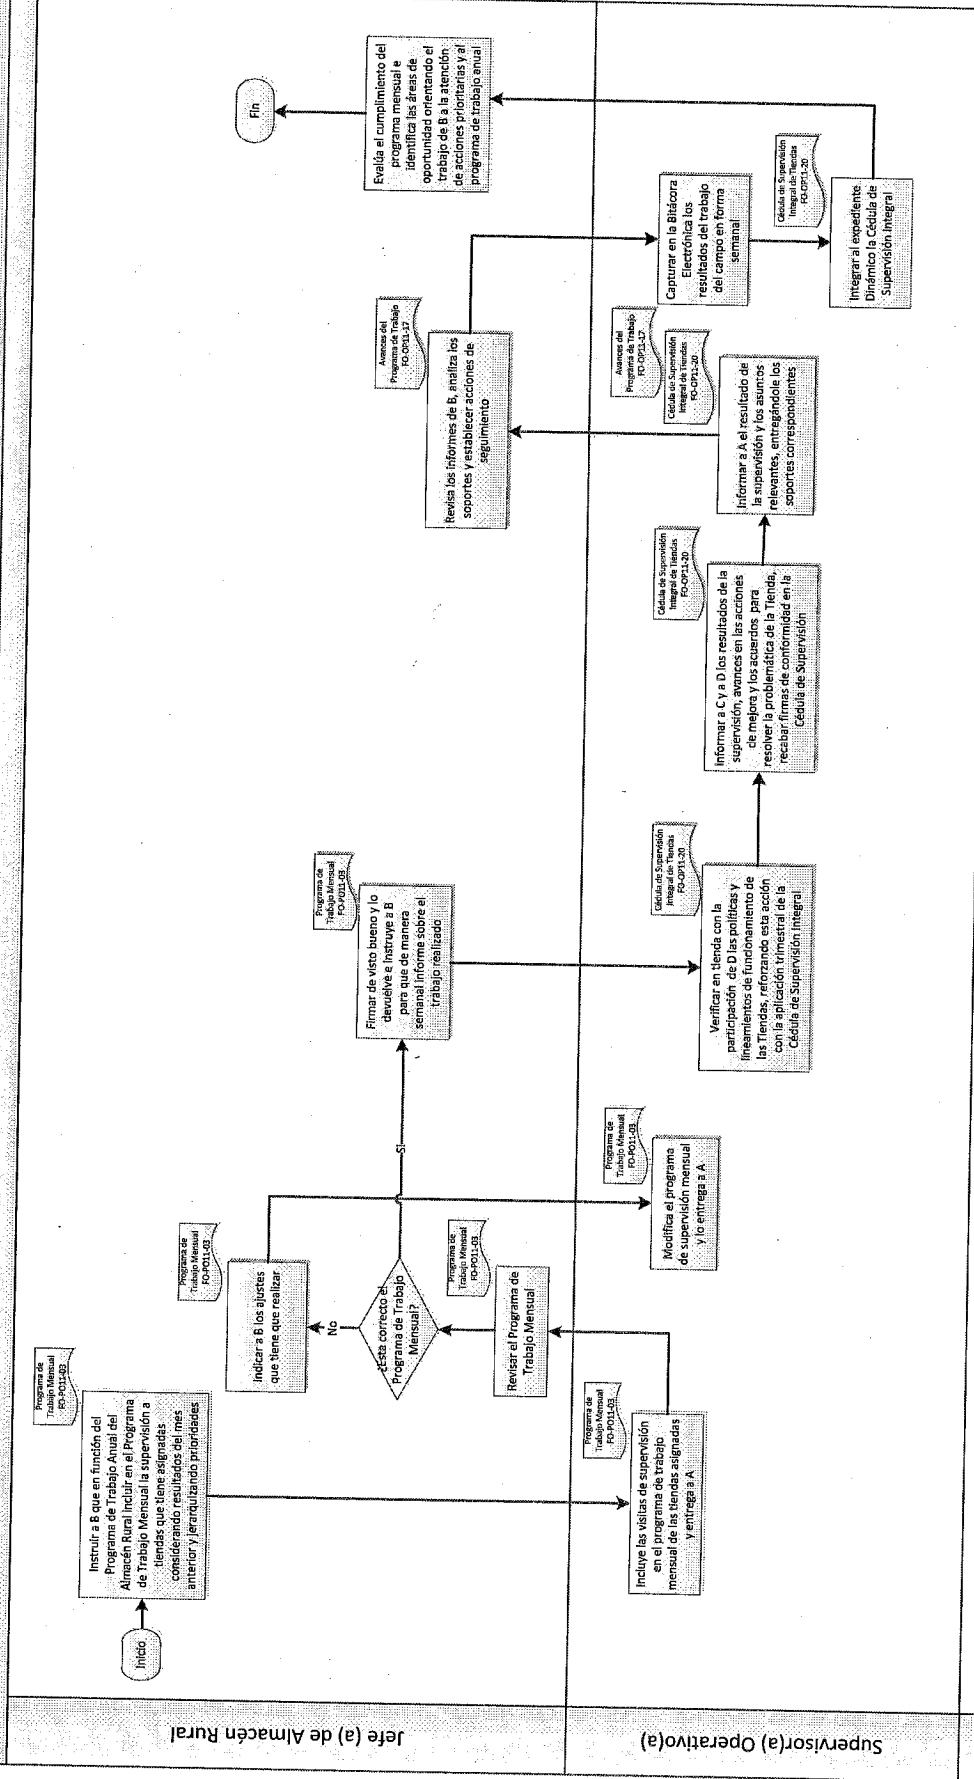 Jefe (a) de Almacén Rural
Inicio
Instruir a B que en función del
Programa de Trabajo Anual del
Almacén Rural incluir en el Programa
de Trabajo Mensual la supervisión a
tiendas que tiene asignadas
considerando resultados del mes
anterior y jerarquizando prioridades
Programa de
Trabajo Mensual
FO-PO11-03
Indicar a B los ajustes
que tiene que realizar.
Programa de
Trabajo Mensual
FO-PO11-03
No
¿Esta correcto el
Programa de Trabajo
Mensual?
SI
Revisar el Programa de
Trabajo Mensual
Programa de
Trabajo Mensual
FO-PO11-03
Firmar de visto bueno y lo
devuelve e instruye a B
para que de manera
semanal informe sobre el
trabajo realizado
Programa de
Trabajo Mensual
FO-PO11-03
Revisa los informes de B, analiza los
soportes y establecer acciones de
seguimiento
Avances del
Programa de Trabajo
FO-OP11-17
Evalúa el cumplimiento del
programa mensual e
identifica las áreas de
oportunidad orientando el
trabajo de B a la atención
de acciones prioritarias y al
programa de trabajo anual
Fin
Supervisor(a) Operativo(a)
Incluye las visitas de supervisión
en el programa de trabajo
mensual de las tiendas asignadas
y entrega a A
Programa de
Trabajo Mensual
FO-PO11-03
Modifica el programa
de supervisión mensual
y lo entrega a A
Programa de
Trabajo Mensual
FO-PO11-03
Verificar en tienda con la
participación de D las políticas y
lineamientos de funcionamiento de
las Tiendas, reforzando esta acción
con la aplicación trimestral de la
Cédula de Supervisión Integral
Cédula de Supervisión
Integral de Tiendas
FO-OP11-20
Informar a C y a D los resultados de la
supervisión, avances en las acciones
de mejora y los acuerdos para
resolver la problemática de la Tienda,
recabar firmas de conformidad en la
Cédula de Supervisión
Cédula de Supervisión
Integral de Tiendas
FO-OP11-20
Informar a A el resultado de
la supervisión y los asuntos
relevantes, entregándole los
soportes correspondientes
Avances del
Programa de Trabajo
FO-OP11-17
Cédula de Supervisión
Integral de Tiendas
FO-OP11-20
Capturar en la Bitácora
Electrónica los
resultados del trabajo
del campo en forma
semanal
Integrar al expediente
Dinámico la Cédula de
Supervisión Integral
Cédula de Supervisión
Integral de Tiendas
FO-OP11-20